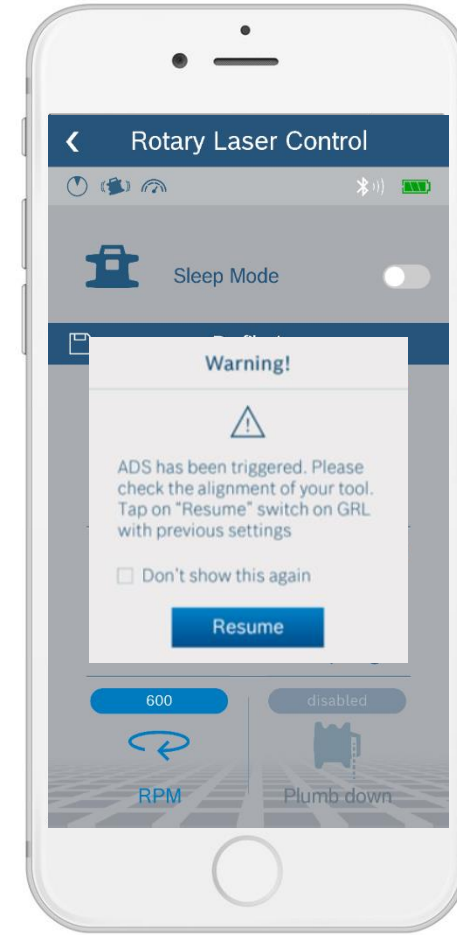 Rotary Laser Control
Sleep Mode
Warning!
ADS has been triggered. Please
check the alignment of your tool.
Tap on "Resume" switch on GRL
with previous settings
Don't show this again
Resume
600
disabled
RPM
Plumb down